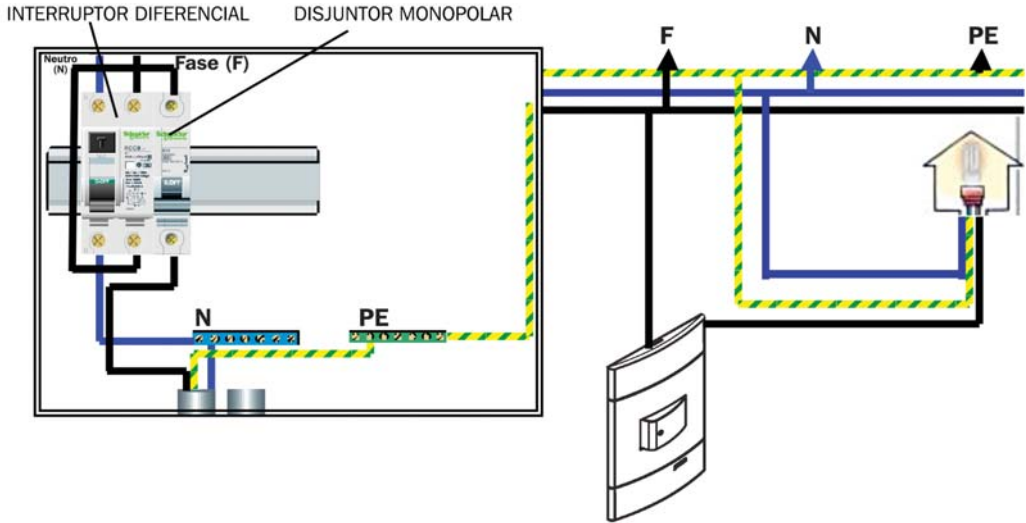 INTERRUPTOR DIFERENCIAL
DISJUNTOR MONOPOLAR
Neutro
(N)
Fase (F)
F
N
PE
N
PE